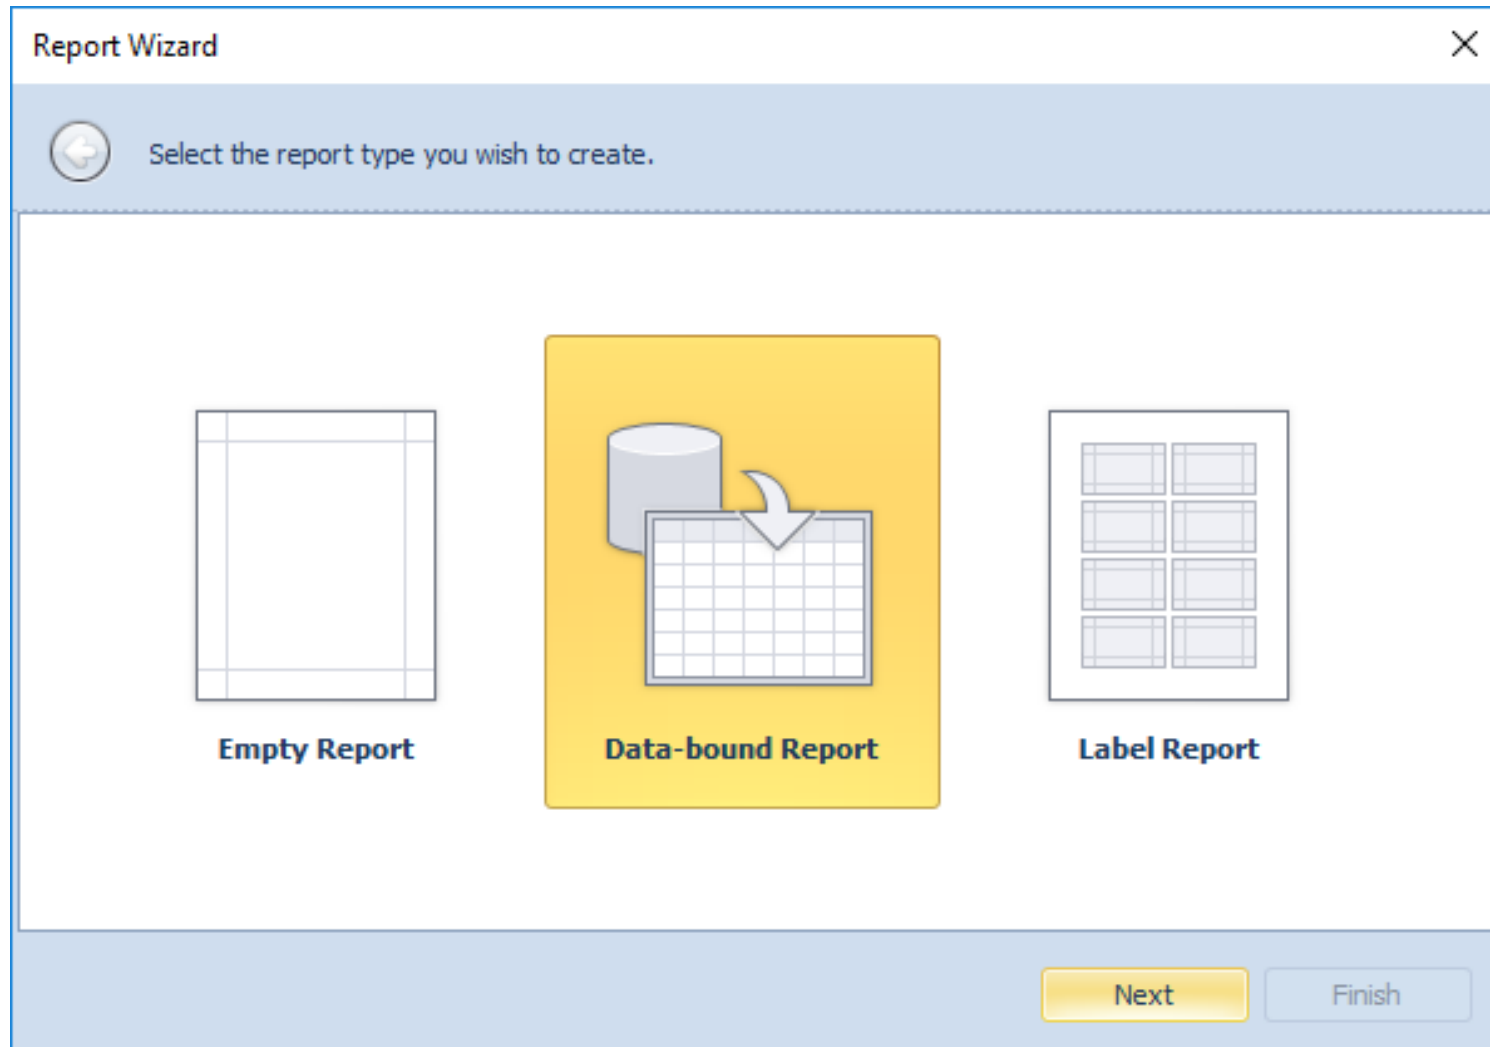 Report Wizard
Select the report type you wish to create.
Empty Report
Data-bound Report
Label Report
Next
Finish